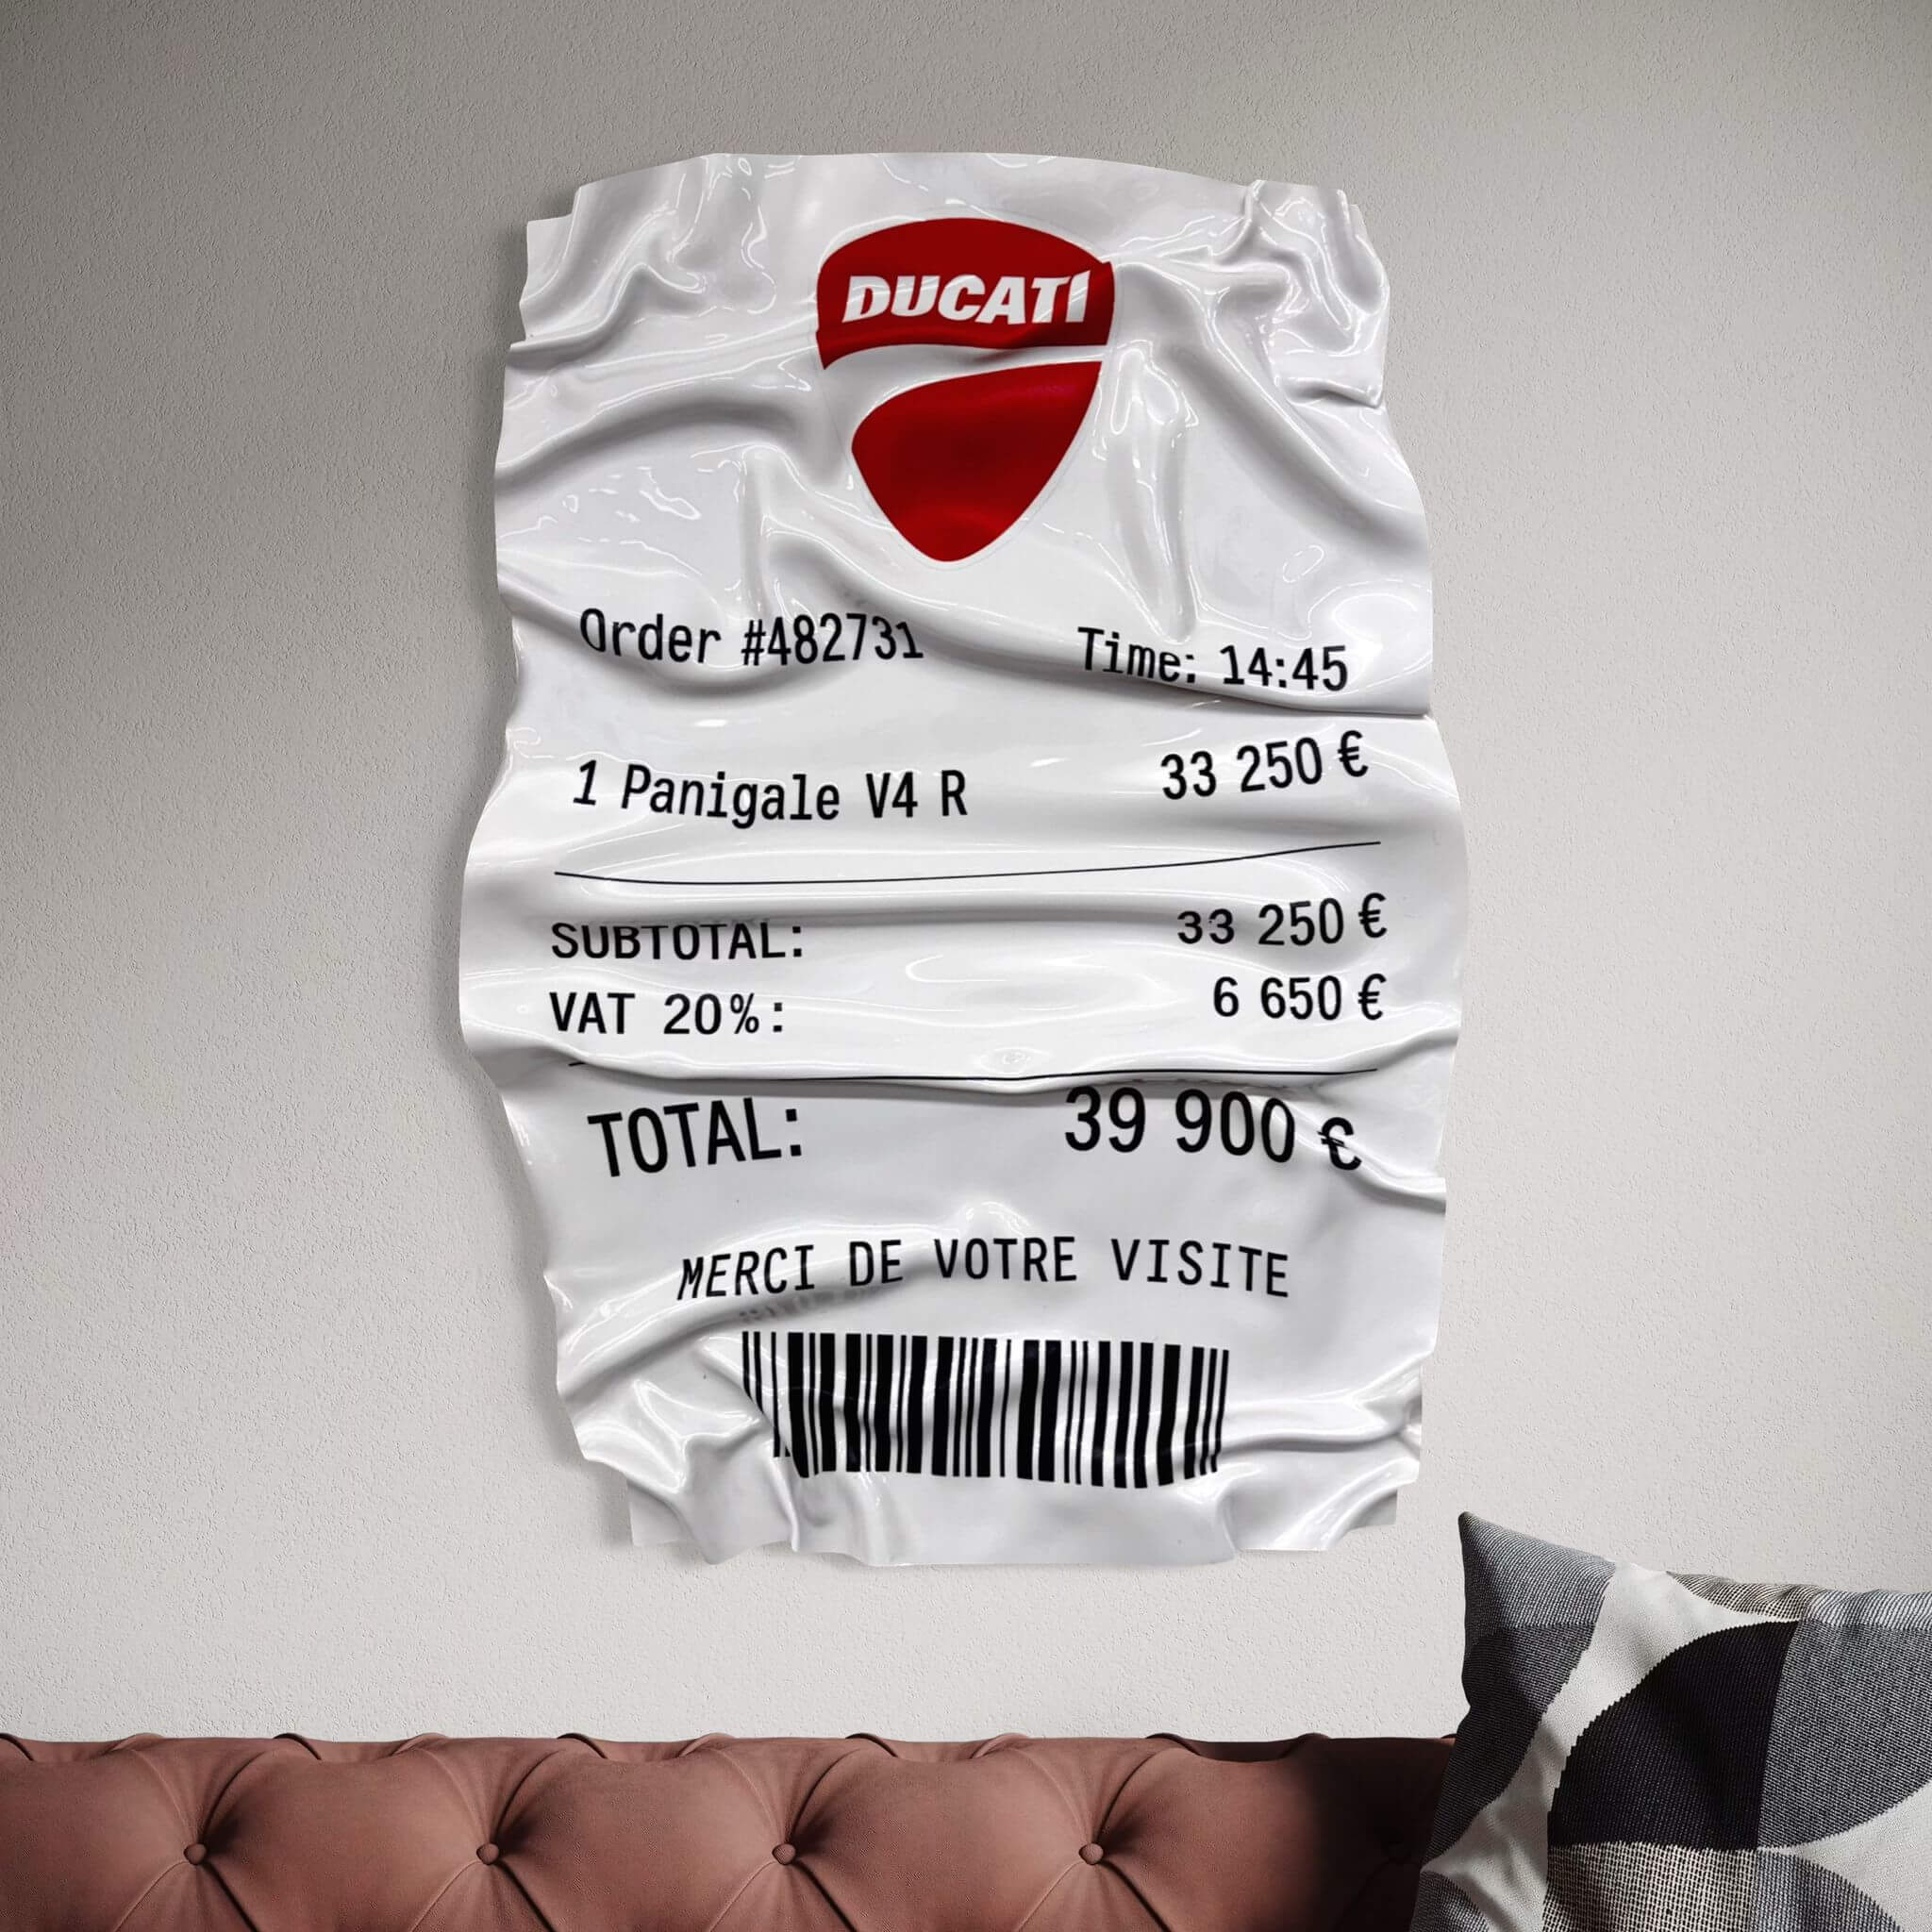 DUCATI
Order #482731 Time: 14:45
1 Panigale V4 R 33 250 €
SUBTOTAL: 33 250 €
VAT 20%: 6 650 €
TOTAL: 39 900 €
MERCI DE VOTRE VISITE